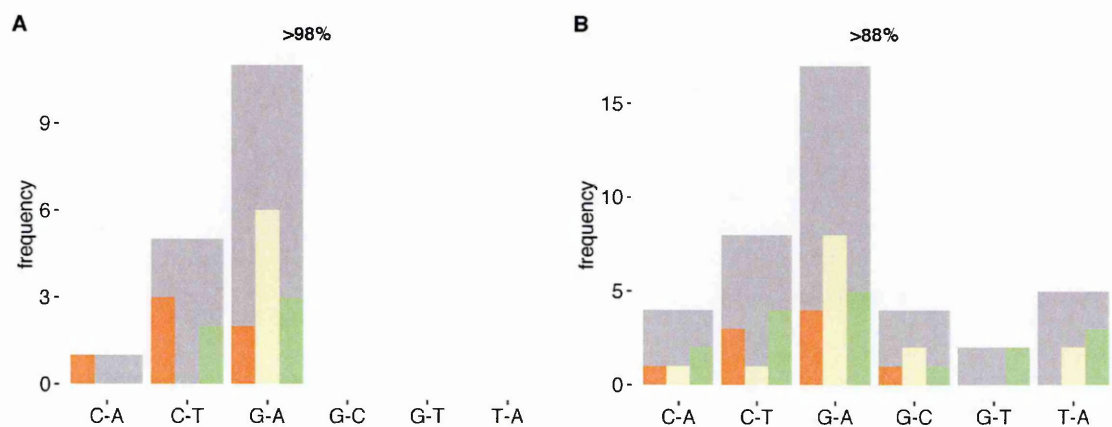 A
>98%
frequency
9
6
3
0
C-A C-T G-A G-C G-T T-A
B
>88%
frequency
15
10
5
0
C-A C-T G-A G-C G-T T-A